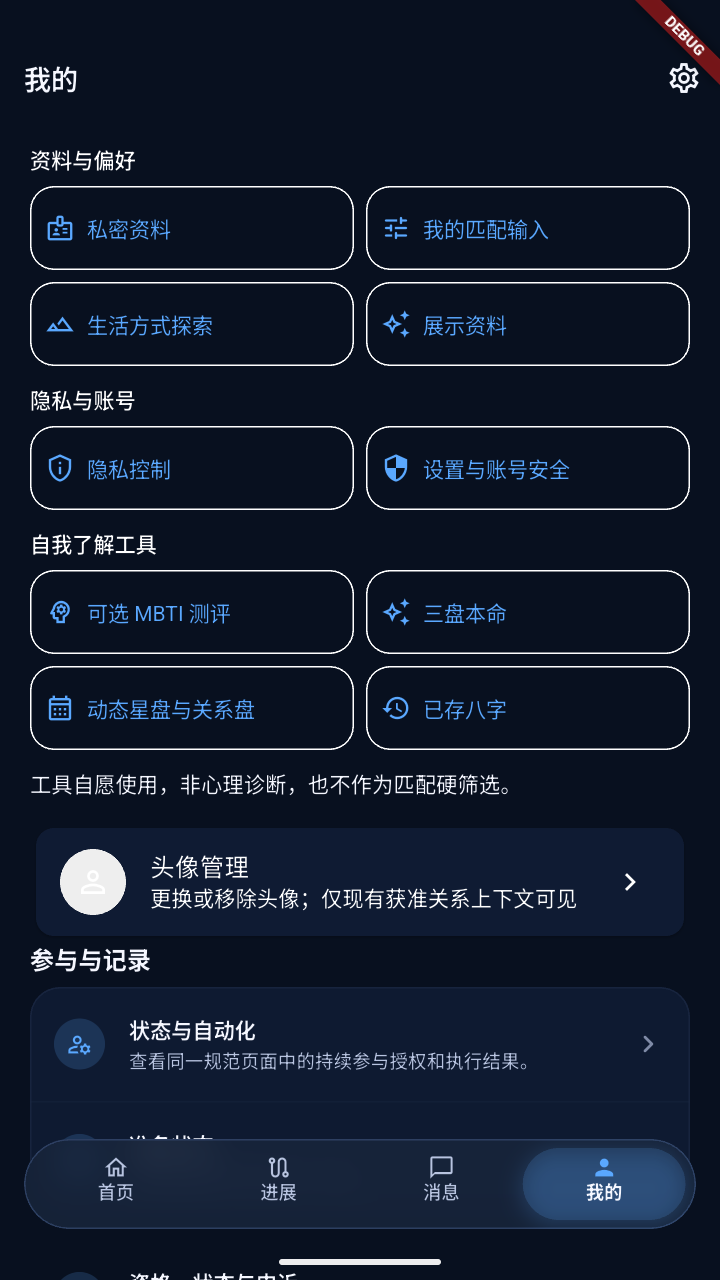 DEBUG
我的
资料与偏好
私密资料
我的匹配输入
生活方式探索
展示资料
隐私与账号
隐私控制
设置与账号安全
自我了解工具
可选 MBTI 测评
三盘本命
动态星盘与关系盘
已存八字
工具自愿使用，非心理诊断，也不作为匹配硬筛选。
头像管理
更换或移除头像；仅现有获准关系上下文可见
参与与记录
状态与自动化
查看同一规范页面中的持续参与授权和执行结果。
首页
进展
消息
我的